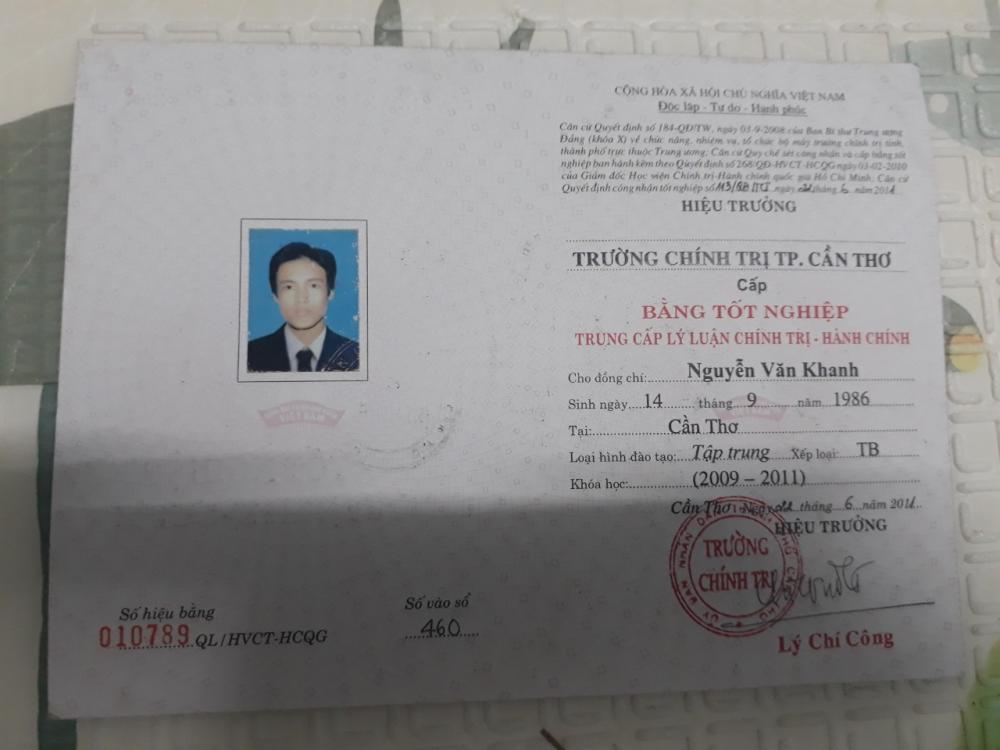 CỘNG HÒA XÃ HỘI CHỦ NGHĨA VIỆT NAM
Độc lập - Tự do - Hạnh phúc
Căn cứ Quyết định số 184-QĐ/TW, ngày 03-9-2008 của Ban Bí thư Trung ương
Đảng (khóa X) về chức năng, nhiệm vụ, tổ chức bộ máy trường chính trị tỉnh,
thành phố trực thuộc Trung ương; Căn cứ Quy chế xét công nhận và cấp bằng tốt
nghiệp ban hành kèm theo Quyết định số 268/QĐ-HVCT-HCQG ngày 03-02-2010
của Giám đốc Học viện Chính trị-Hành chính quốc gia Hồ Chí Minh; Căn cứ
Quyết định công nhận tốt nghiệp số ngày tháng 6 năm 2011
HIỆU TRƯỞNG
TRƯỜNG CHÍNH TRỊ TP. CẦN THƠ
Cấp
BẰNG TỐT NGHIỆP
TRUNG CẤP LÝ LUẬN CHÍNH TRỊ - HÀNH CHÍNH
Cho đồng chí: Nguyễn Văn Khanh
Sinh ngày 14 tháng 9 năm 1986
Tại: Cần Thơ
Loại hình đào tạo: Tập trung Xếp loại: TB
Khóa học: (2009 – 2011)
Cần Thơ, Ngày tháng 6 năm 2011
HIỆU TRƯỞNG
TRƯỜNG
CHÍNH TRỊ
Lý Chí Công
VIỆT NAM
Số hiệu bằng
010789 QL/HVCT-HCQG
Số vào sổ
460